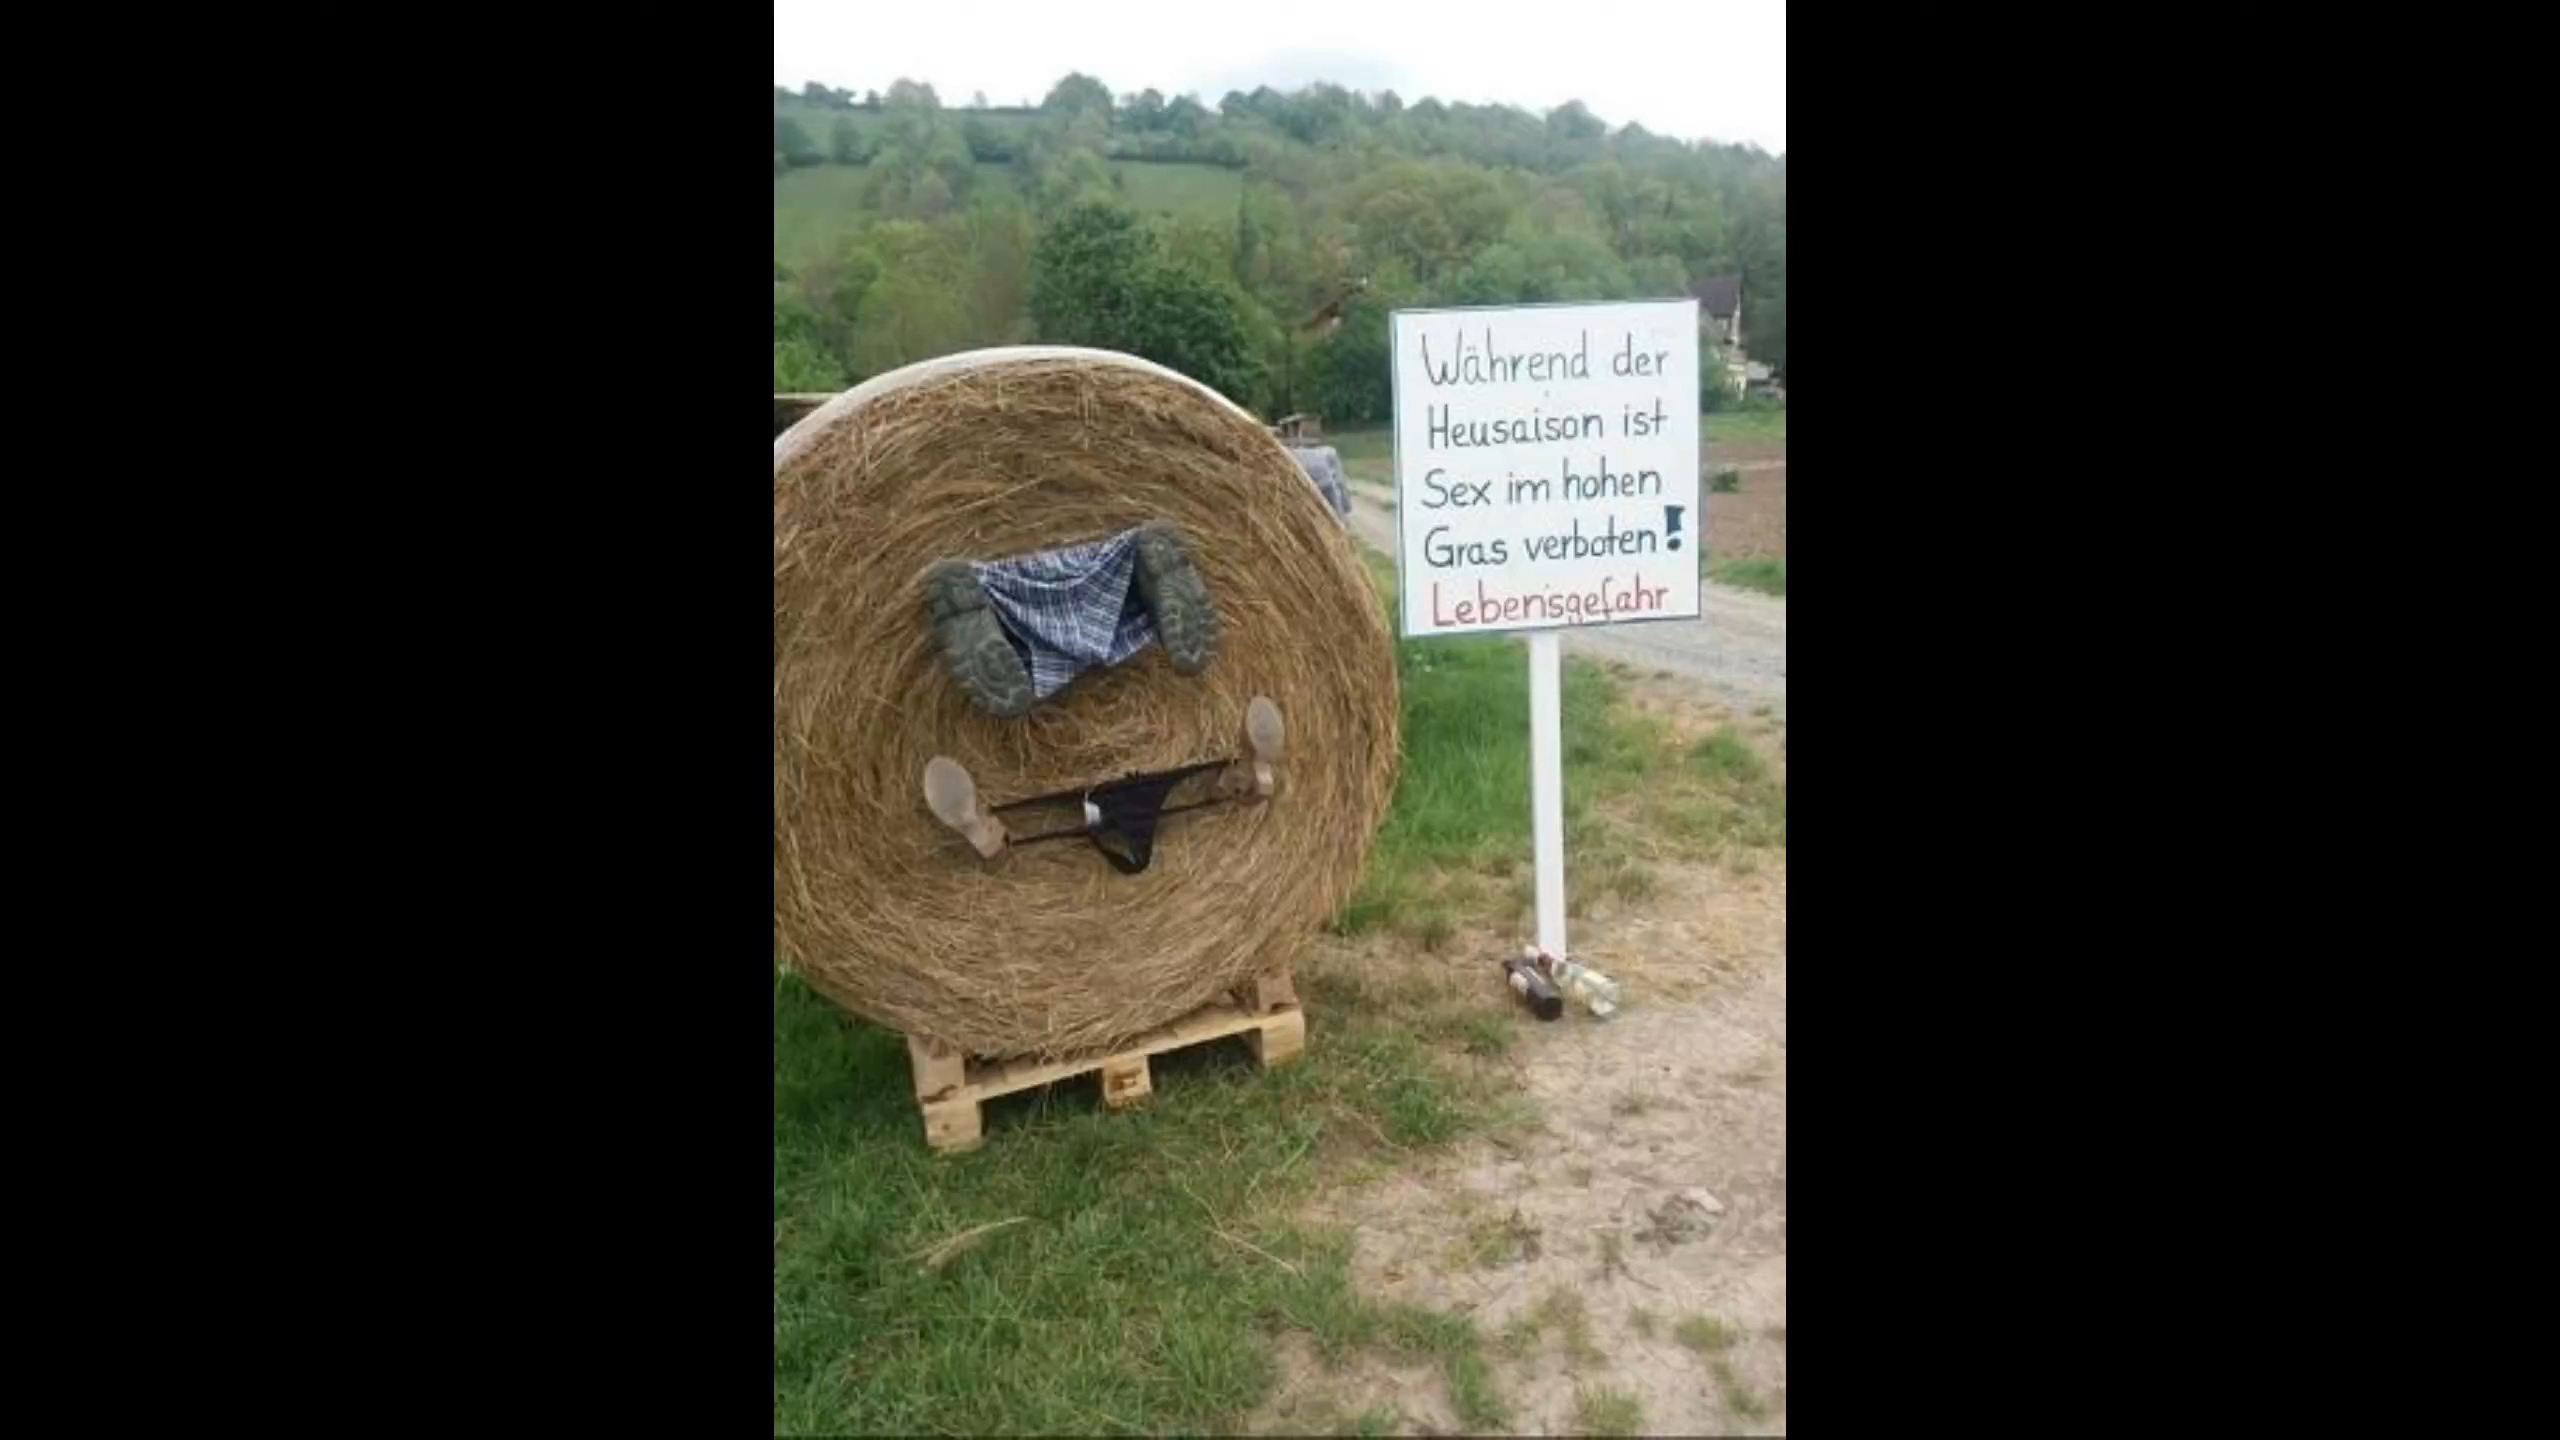 Während der
Heusaison ist
Sex im hohen
Gras verboten!
Lebensgefahr